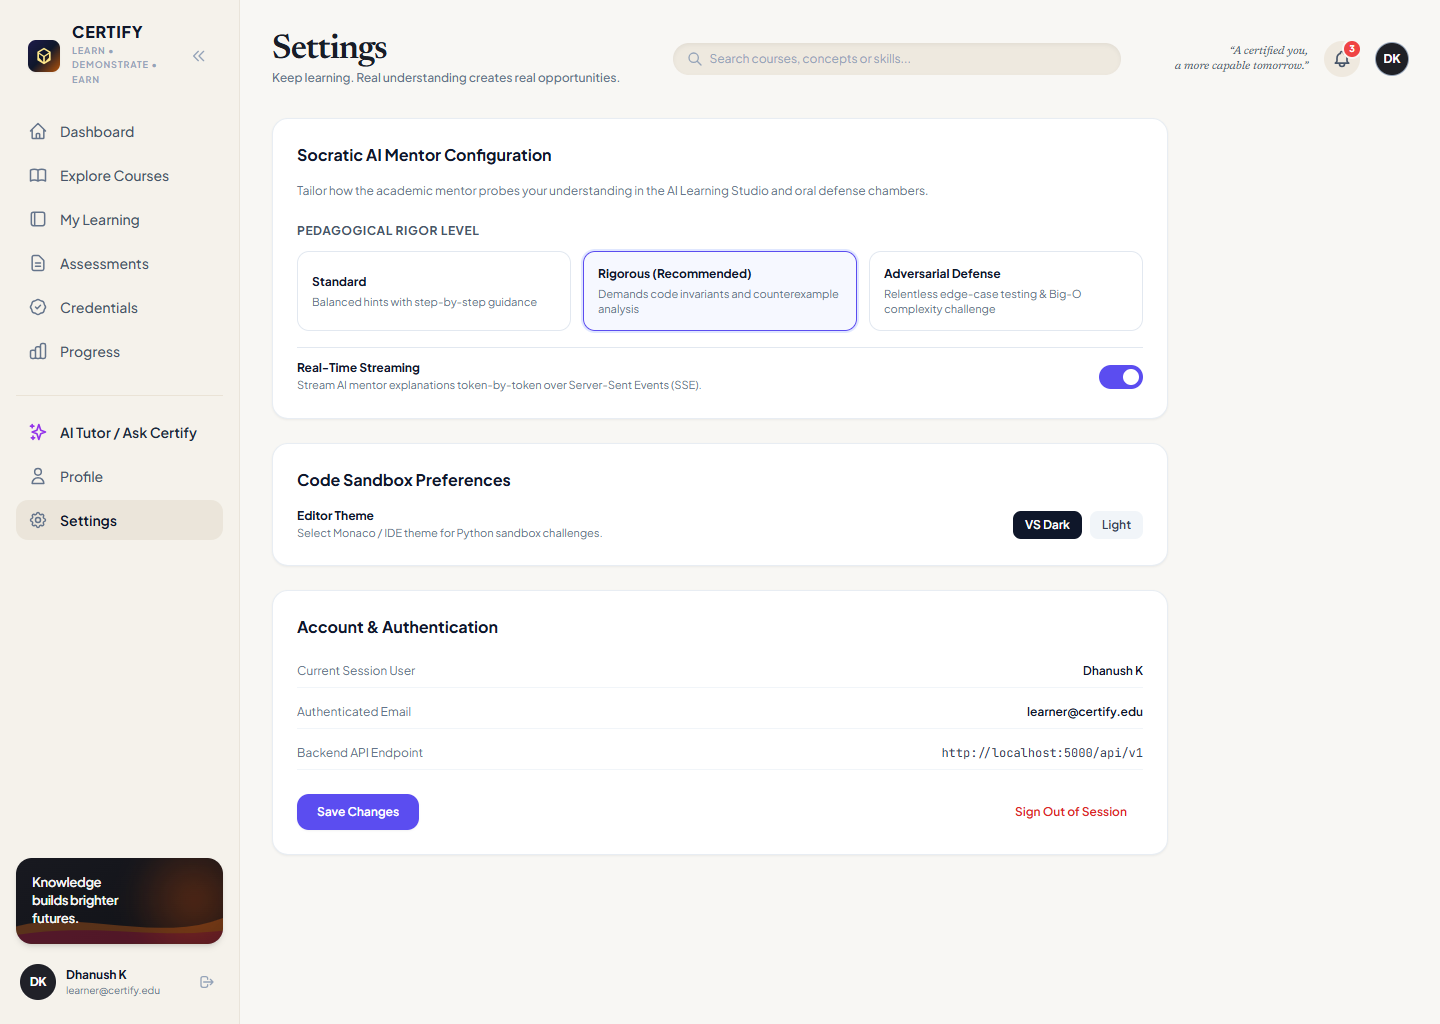 CERTIFY
LEARN •
DEMONSTRATE •
EARN
Dashboard
Explore Courses
My Learning
Assessments
Credentials
Progress
AI Tutor / Ask Certify
Profile
Settings
Knowledge
builds brighter
futures.
DK
Dhanush K
learner@certify.edu
Settings
Keep learning. Real understanding creates real opportunities.
Search courses, concepts or skills...
“A certified you,
a more capable tomorrow.”
3
DK
Socratic AI Mentor Configuration
Tailor how the academic mentor probes your understanding in the AI Learning Studio and oral defense chambers.
PEDAGOGICAL RIGOR LEVEL
Standard
Balanced hints with step-by-step guidance
Rigorous (Recommended)
Demands code invariants and counterexample
analysis
Adversarial Defense
Relentless edge-case testing & Big-O
complexity challenge
Real-Time Streaming
Stream AI mentor explanations token-by-token over Server-Sent Events (SSE).
Code Sandbox Preferences
Editor Theme
Select Monaco / IDE theme for Python sandbox challenges.
VS Dark
Light
Account & Authentication
Current Session User
Dhanush K
Authenticated Email
learner@certify.edu
Backend API Endpoint
http://localhost:5000/api/v1
Save Changes
Sign Out of Session